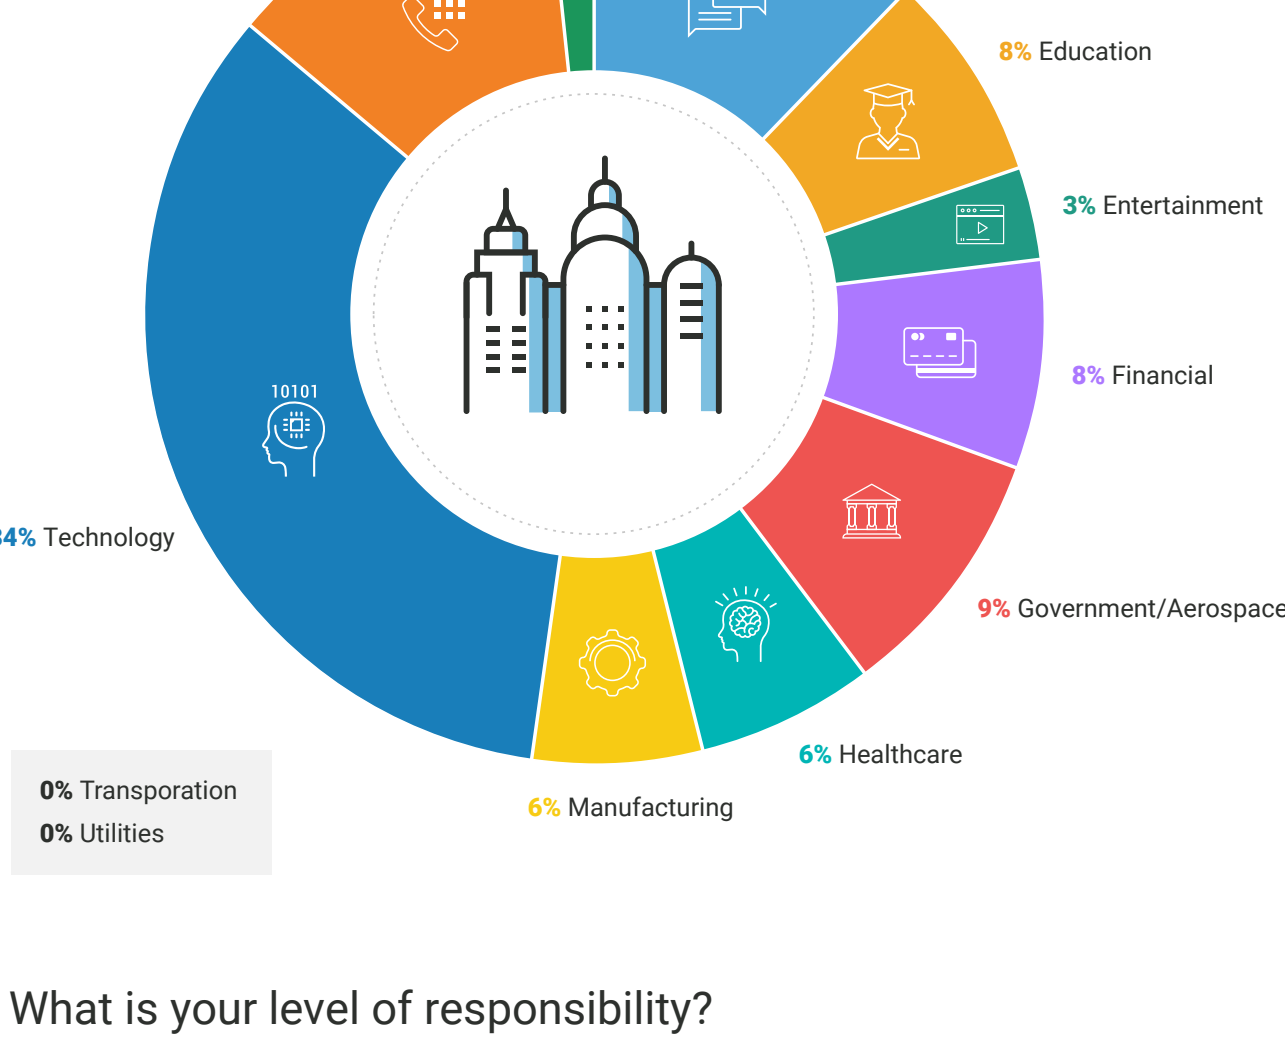 8% Education
3% Entertainment
8% Financial
10101
34% Technology
9% Government/Aerospace
6% Healthcare
0% Transporation
6% Manufacturing
0% Utilities
What is your level of responsibility?